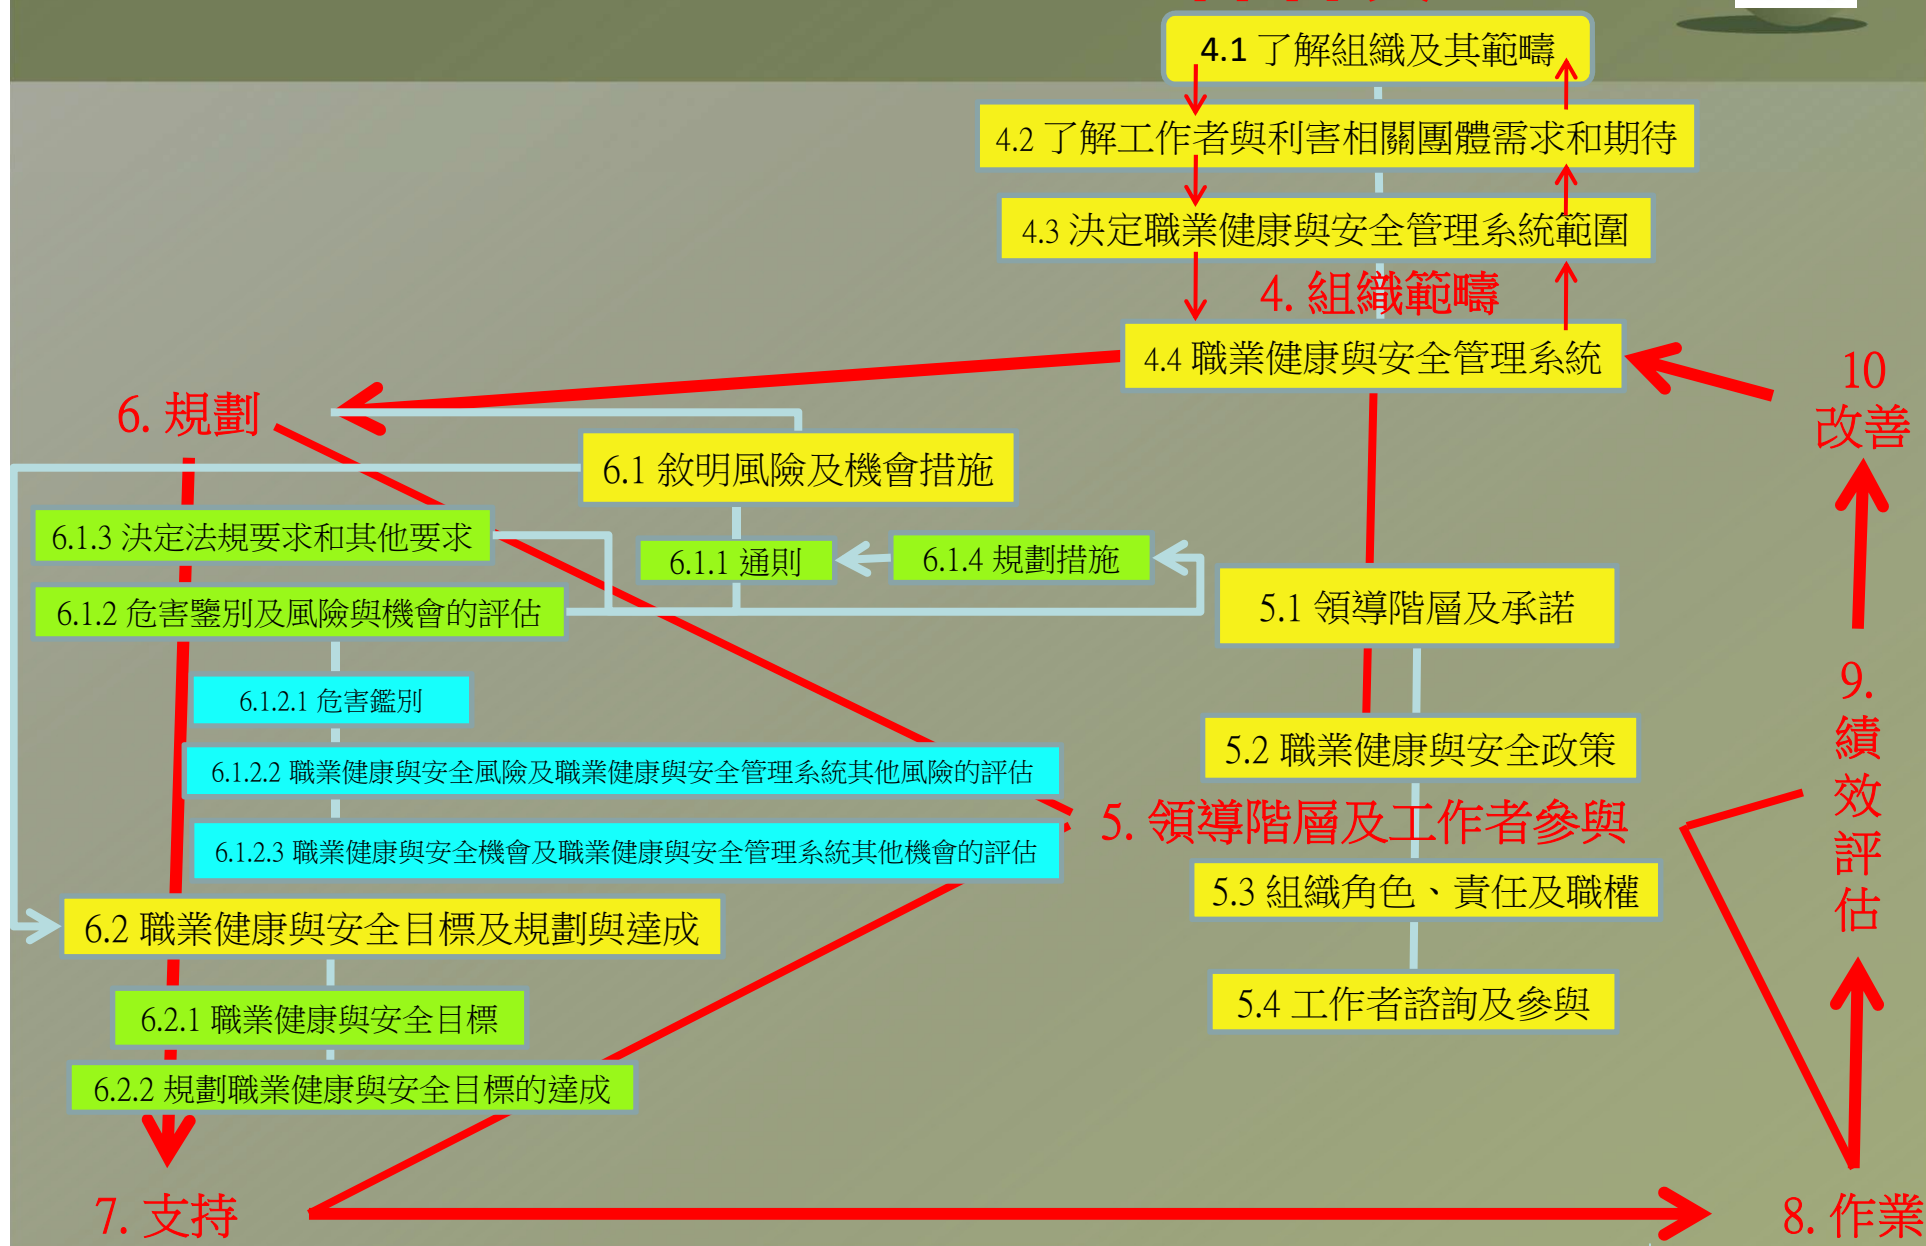 4.1 了解組織及其範疇
4.2 了解工作者與利害相關團體需求和期待
4.3 決定職業健康與安全管理系統範圍
4. 組織範疇
4.4 職業健康與安全管理系統
10
改善
6. 規劃
6.1 敘明風險及機會措施
6.1.3 決定法規要求和其他要求
6.1.1 通則
6.1.4 規劃措施
6.1.2 危害鑒別及風險與機會的評估
5.1 領導階層及承諾
6.1.2.1 危害鑑別
9.
績
效
評
估
5.2 職業健康與安全政策
6.1.2.2 職業健康與安全風險及職業健康與安全管理系統其他風險的評估
5. 領導階層及工作者參與
6.1.2.3 職業健康與安全機會及職業健康與安全管理系統其他機會的評估
5.3 組織角色、責任及職權
6.2 職業健康與安全目標及規劃與達成
5.4 工作者諮詢及參與
6.2.1 職業健康與安全目標
6.2.2 規劃職業健康與安全目標的達成
7. 支持
8. 作業